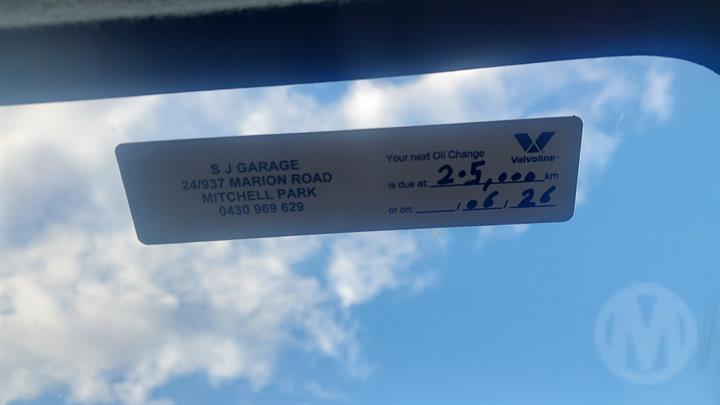 S J GARAGE
24/937 MARION ROAD
MITCHELL PARK
0430 969 629
Valvoline
Your next Oil Change
is due at: 25,000 km
or on: / 06 / 26
M